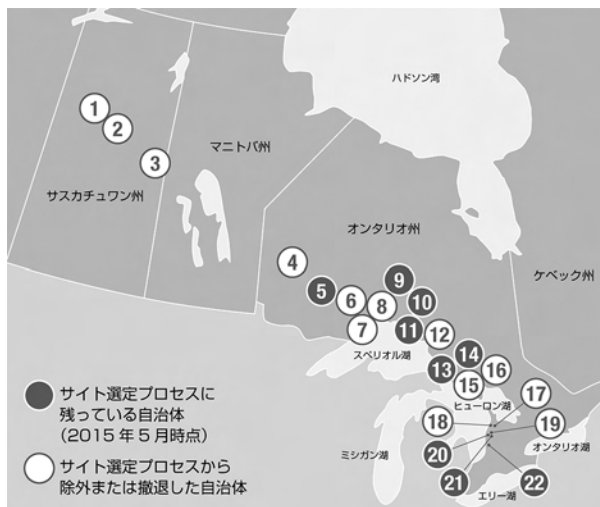 ハドソン湾
1
2
3
マニトバ州
サスカチュワン州
オンタリオ州
ケベック州
4
5
6
7
8
9
10
11
12
スペリオル湖
13
14
15
16
ヒューロン湖
17
18
19
オンタリオ湖
ミシガン湖
20
21
エリー湖
22
サイト選定プロセスに
残っている自治体
(2015年5月時点)
サイト選定プロセスから
除外または撤退した自治体